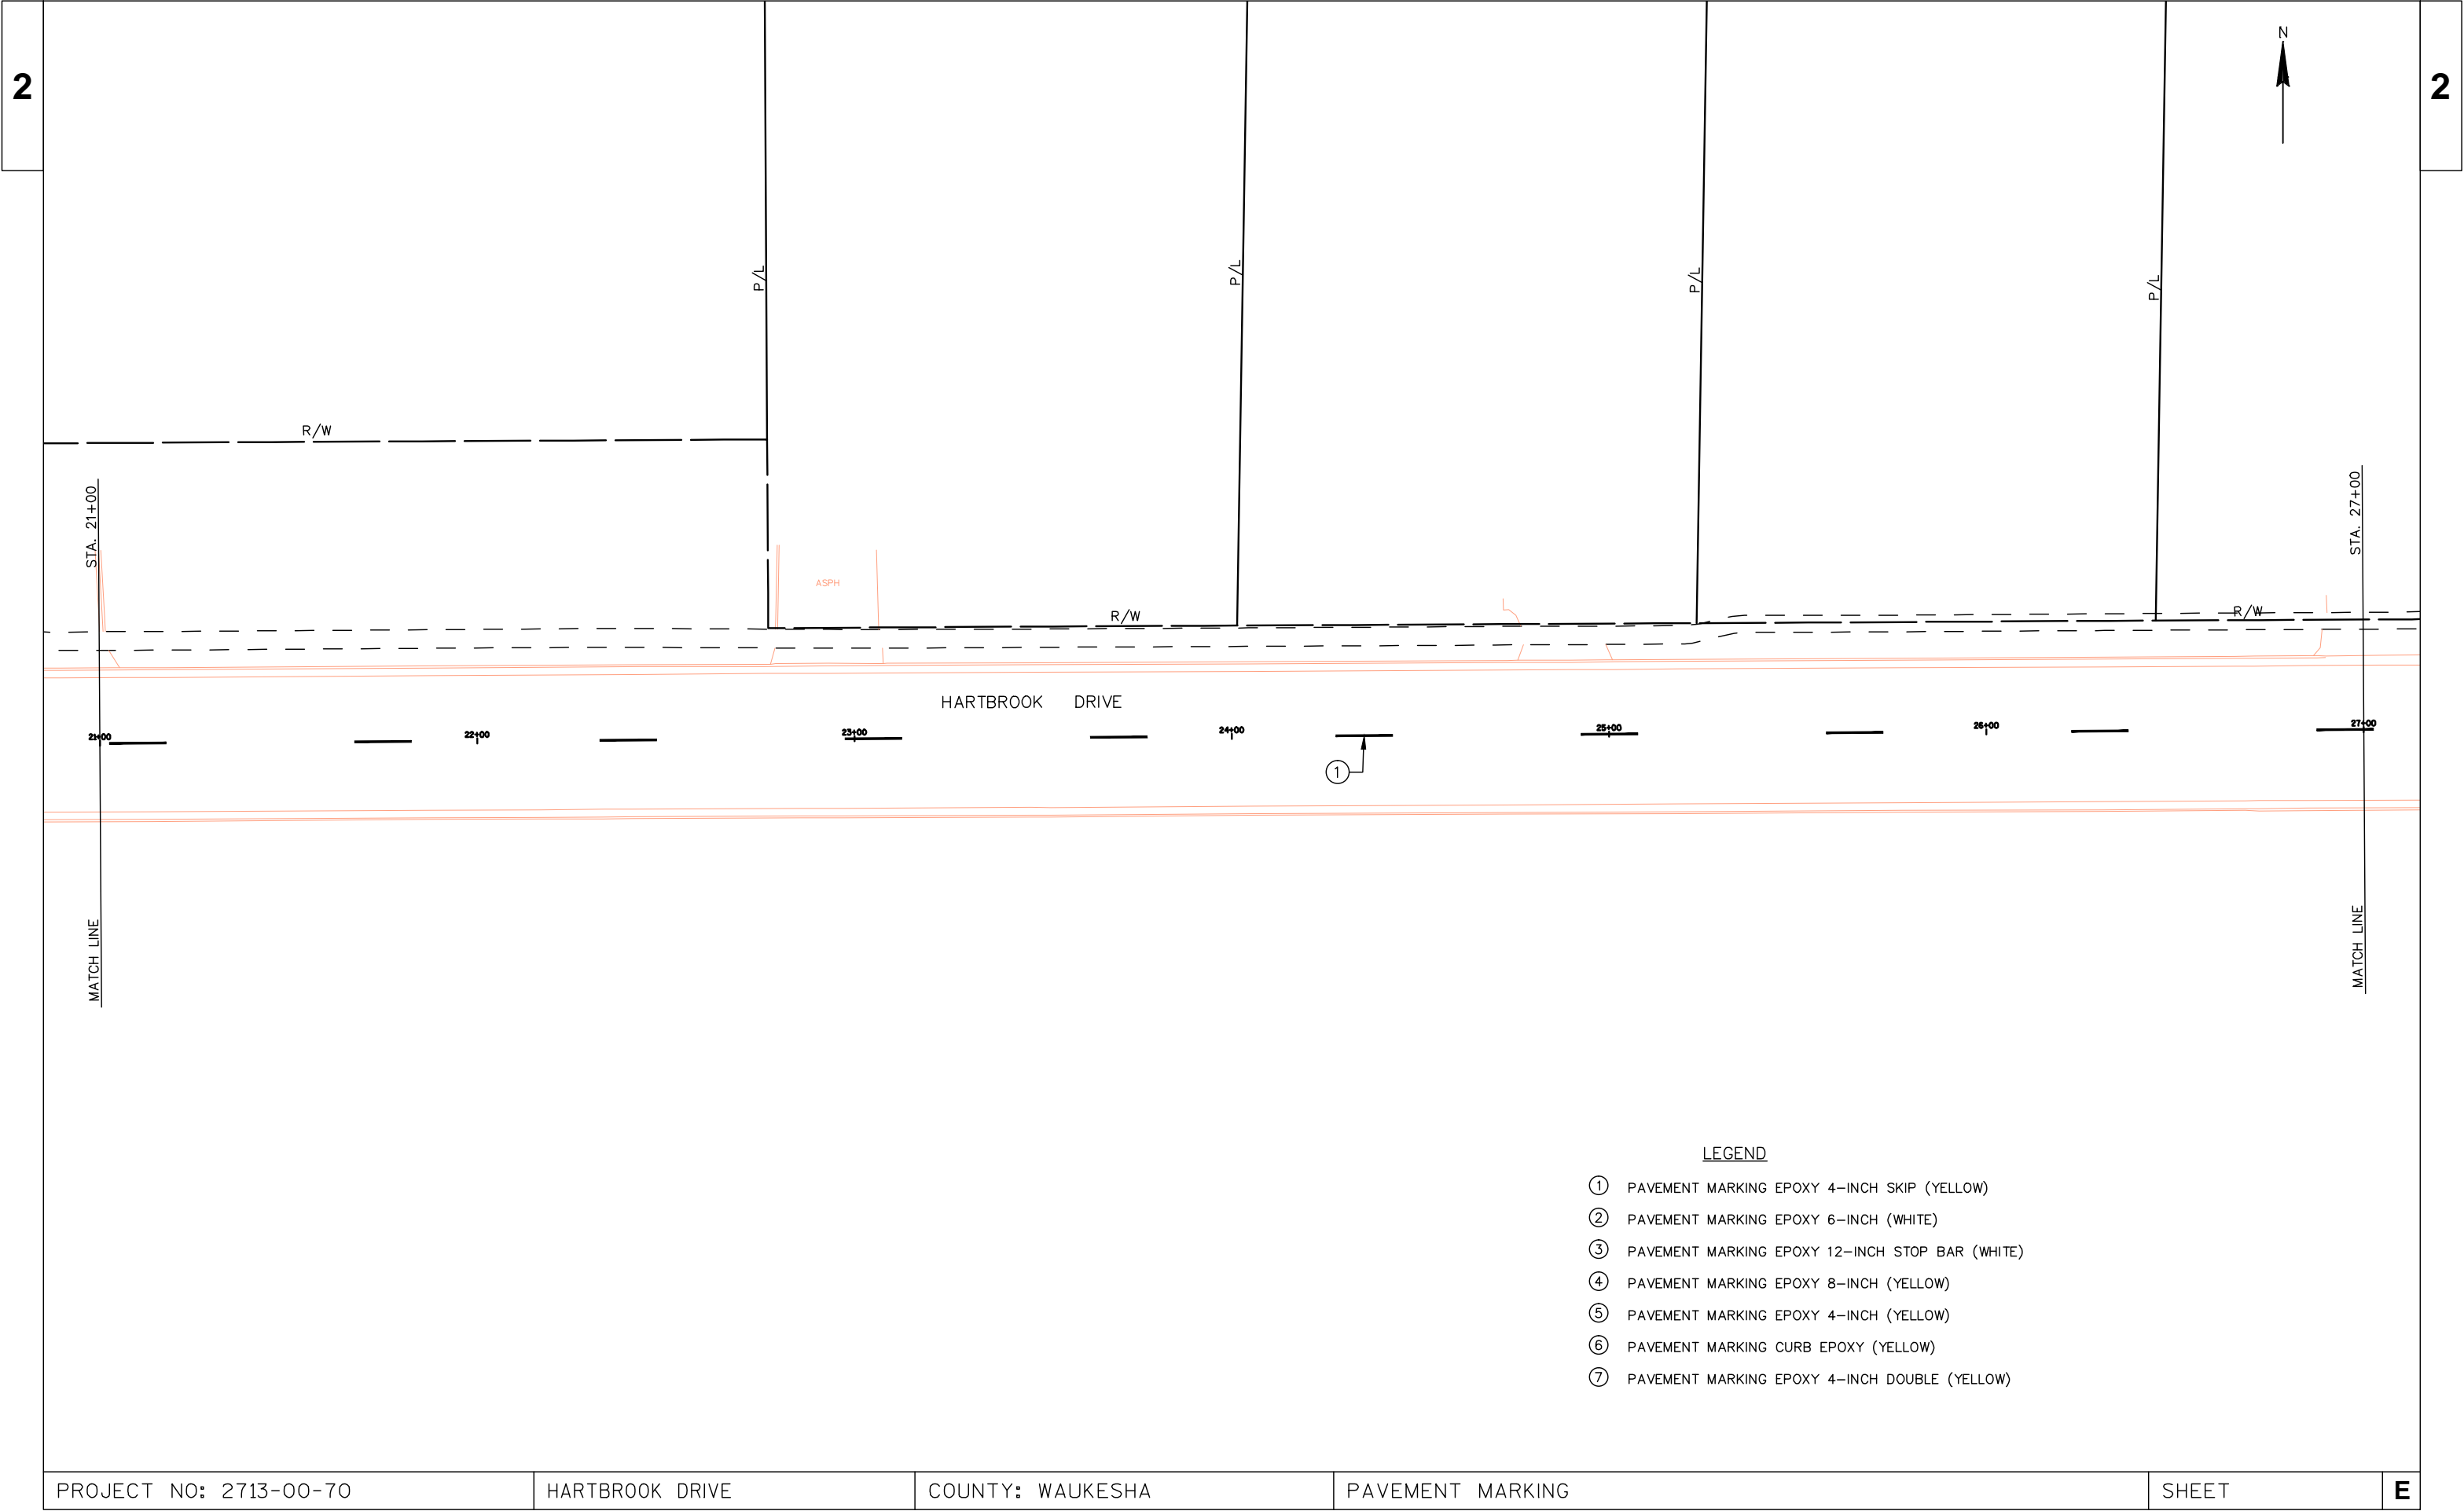 2
2
N
P/L
P/L
P/L
P/L
R/W
STA. 21+00
STA. 27+00
ASPH
R/W
R/W
HARTBROOK DRIVE
21+00
22+00
23+00
24+00
25+00
26+00
27+00
1
MATCH LINE
MATCH LINE
LEGEND
1 PAVEMENT MARKING EPOXY 4-INCH SKIP (YELLOW)
2 PAVEMENT MARKING EPOXY 6-INCH (WHITE)
3 PAVEMENT MARKING EPOXY 12-INCH STOP BAR (WHITE)
4 PAVEMENT MARKING EPOXY 8-INCH (YELLOW)
5 PAVEMENT MARKING EPOXY 4-INCH (YELLOW)
6 PAVEMENT MARKING CURB EPOXY (YELLOW)
7 PAVEMENT MARKING EPOXY 4-INCH DOUBLE (YELLOW)
PROJECT NO: 2713-00-70
HARTBROOK DRIVE
COUNTY: WAUKESHA
PAVEMENT MARKING
SHEET
E